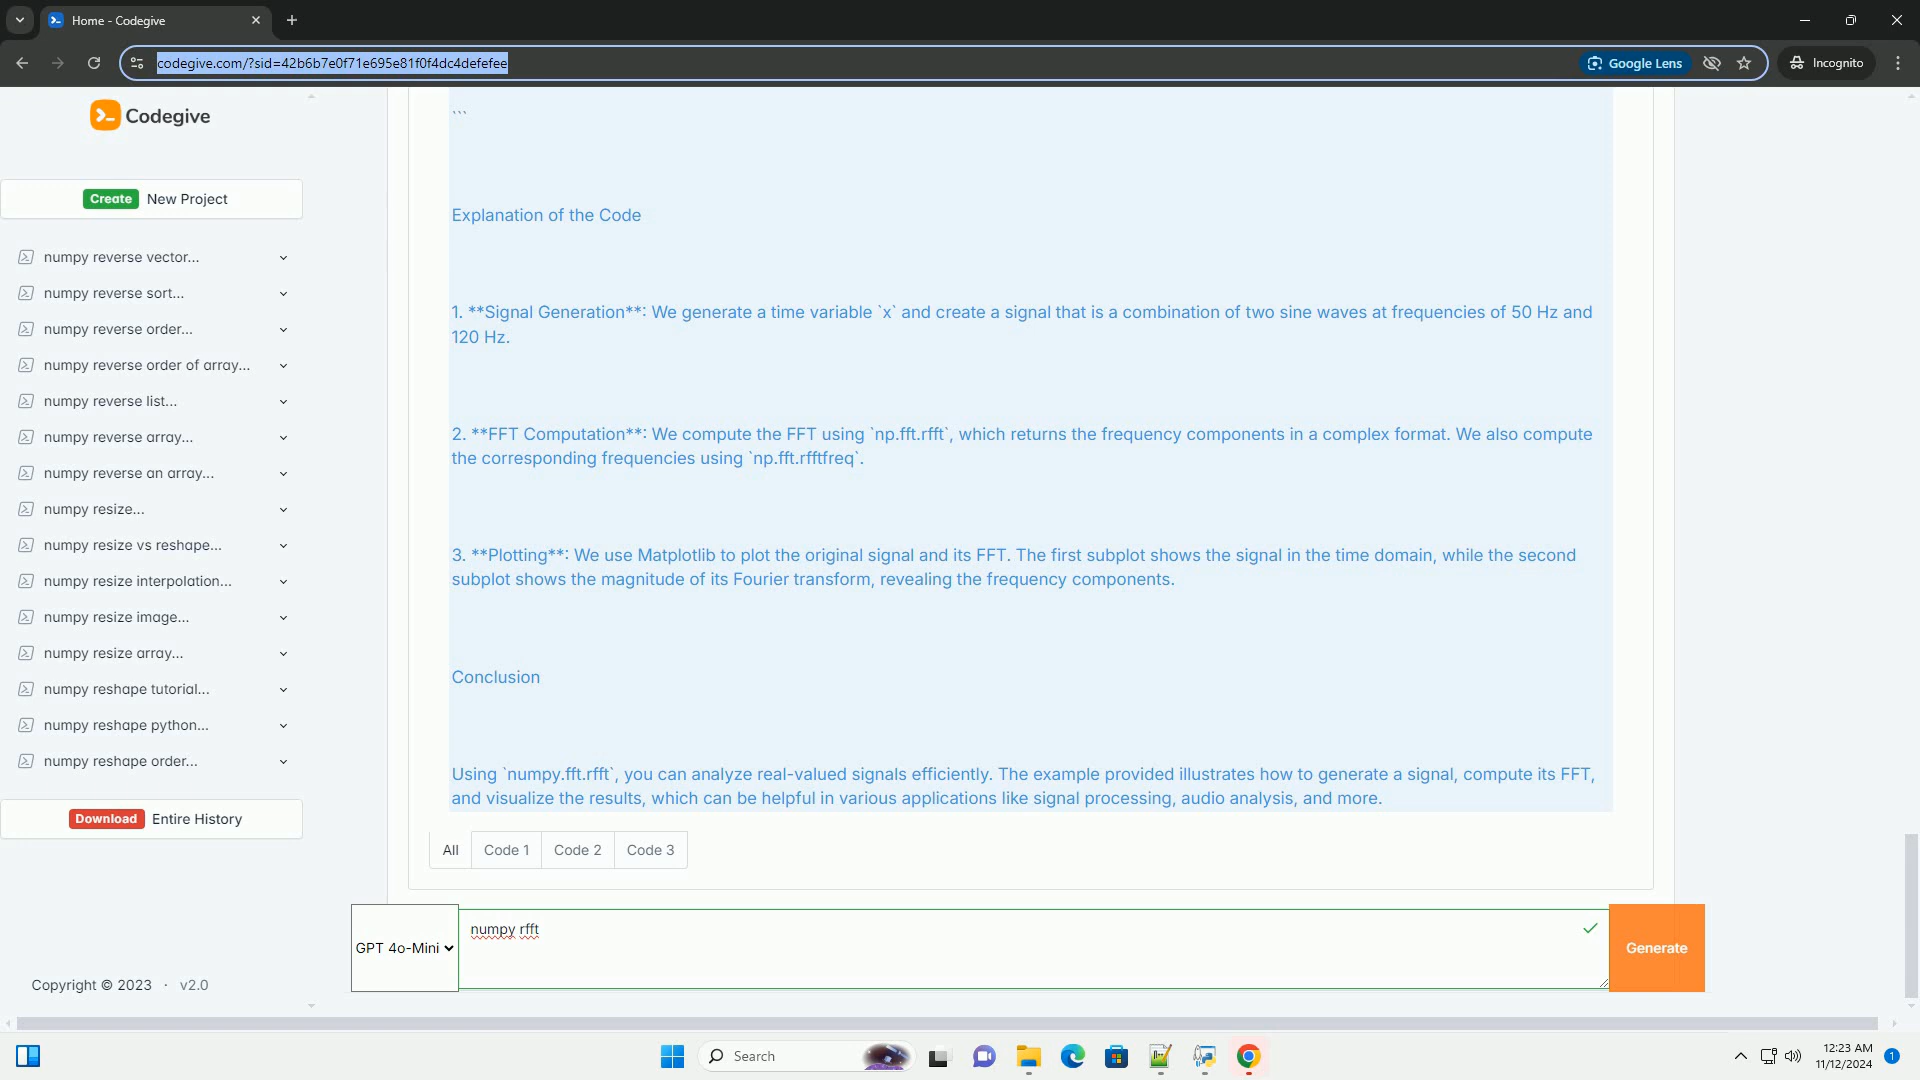 Home - Codegive
codegive.com/?sid=42b6b7e0f71e695e81f0f4dc4defefee
Google Lens
Incognito
Codegive
Create New Project
numpy reverse vector...
numpy reverse sort...
numpy reverse order...
numpy reverse order of array...
numpy reverse list...
numpy reverse array...
numpy reverse an array...
numpy resize...
numpy resize vs reshape...
numpy resize interpolation...
numpy resize image...
numpy resize array...
numpy reshape tutorial...
numpy reshape python...
numpy reshape order...
Download Entire History
Copyright © 2023 · v2.0
```
Explanation of the Code
1. **Signal Generation**: We generate a time variable `x` and create a signal that is a combination of two sine waves at frequencies of 50 Hz and
120 Hz.
2. **FFT Computation**: We compute the FFT using `np.fft.rfft`, which returns the frequency components in a complex format. We also compute
the corresponding frequencies using `np.fft.rfftfreq`.
3. **Plotting**: We use Matplotlib to plot the original signal and its FFT. The first subplot shows the signal in the time domain, while the second
subplot shows the magnitude of its Fourier transform, revealing the frequency components.
Conclusion
Using `numpy.fft.rfft`, you can analyze real-valued signals efficiently. The example provided illustrates how to generate a signal, compute its FFT,
and visualize the results, which can be helpful in various applications like signal processing, audio analysis, and more.
All Code 1 Code 2 Code 3
GPT 4o-Mini
numpy rfft
Generate
Search
12:23 AM
11/12/2024
1